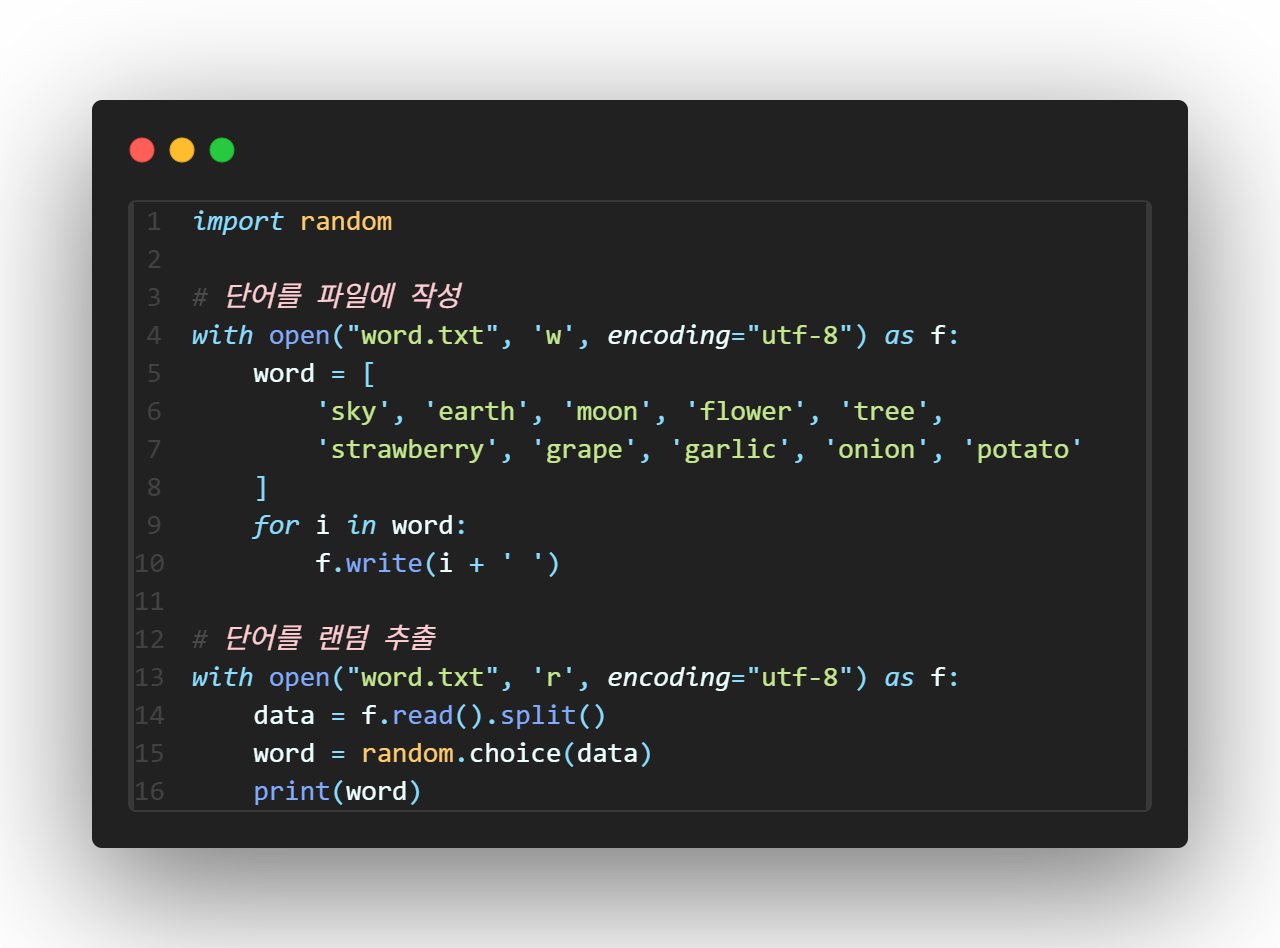 1 import random
2
3 # 단어를 파일에 작성
4 with open("word.txt", 'w', encoding="utf-8") as f:
5     word = [
6         'sky', 'earth', 'moon', 'flower', 'tree',
7         'strawberry', 'grape', 'garlic', 'onion', 'potato'
8     ]
9     for i in word:
10         f.write(i + ' ')
11
12 # 단어를 랜덤 추출
13 with open("word.txt", 'r', encoding="utf-8") as f:
14     data = f.read().split()
15     word = random.choice(data)
16     print(word)